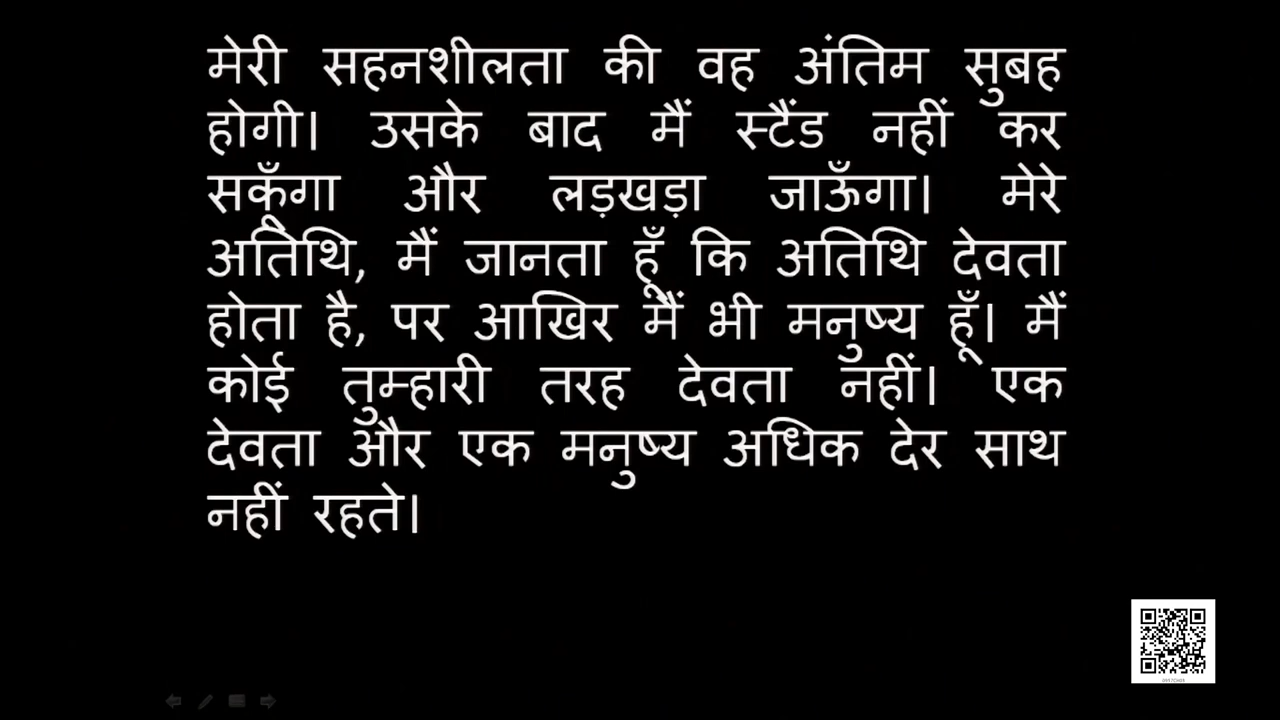 मेरी सहनशीलता की वह अंतिम सुबह
होगी। उसके बाद मैं स्टैंड नहीं कर
सकूँगा और लड़खड़ा जाऊँगा। मेरे
अतिथि, मैं जानता हूँ कि अतिथि देवता
होता है, पर आखिर मैं भी मनुष्य हूँ। मैं
कोई तुम्हारी तरह देवता नहीं। एक
देवता और एक मनुष्य अधिक देर साथ
नहीं रहते।